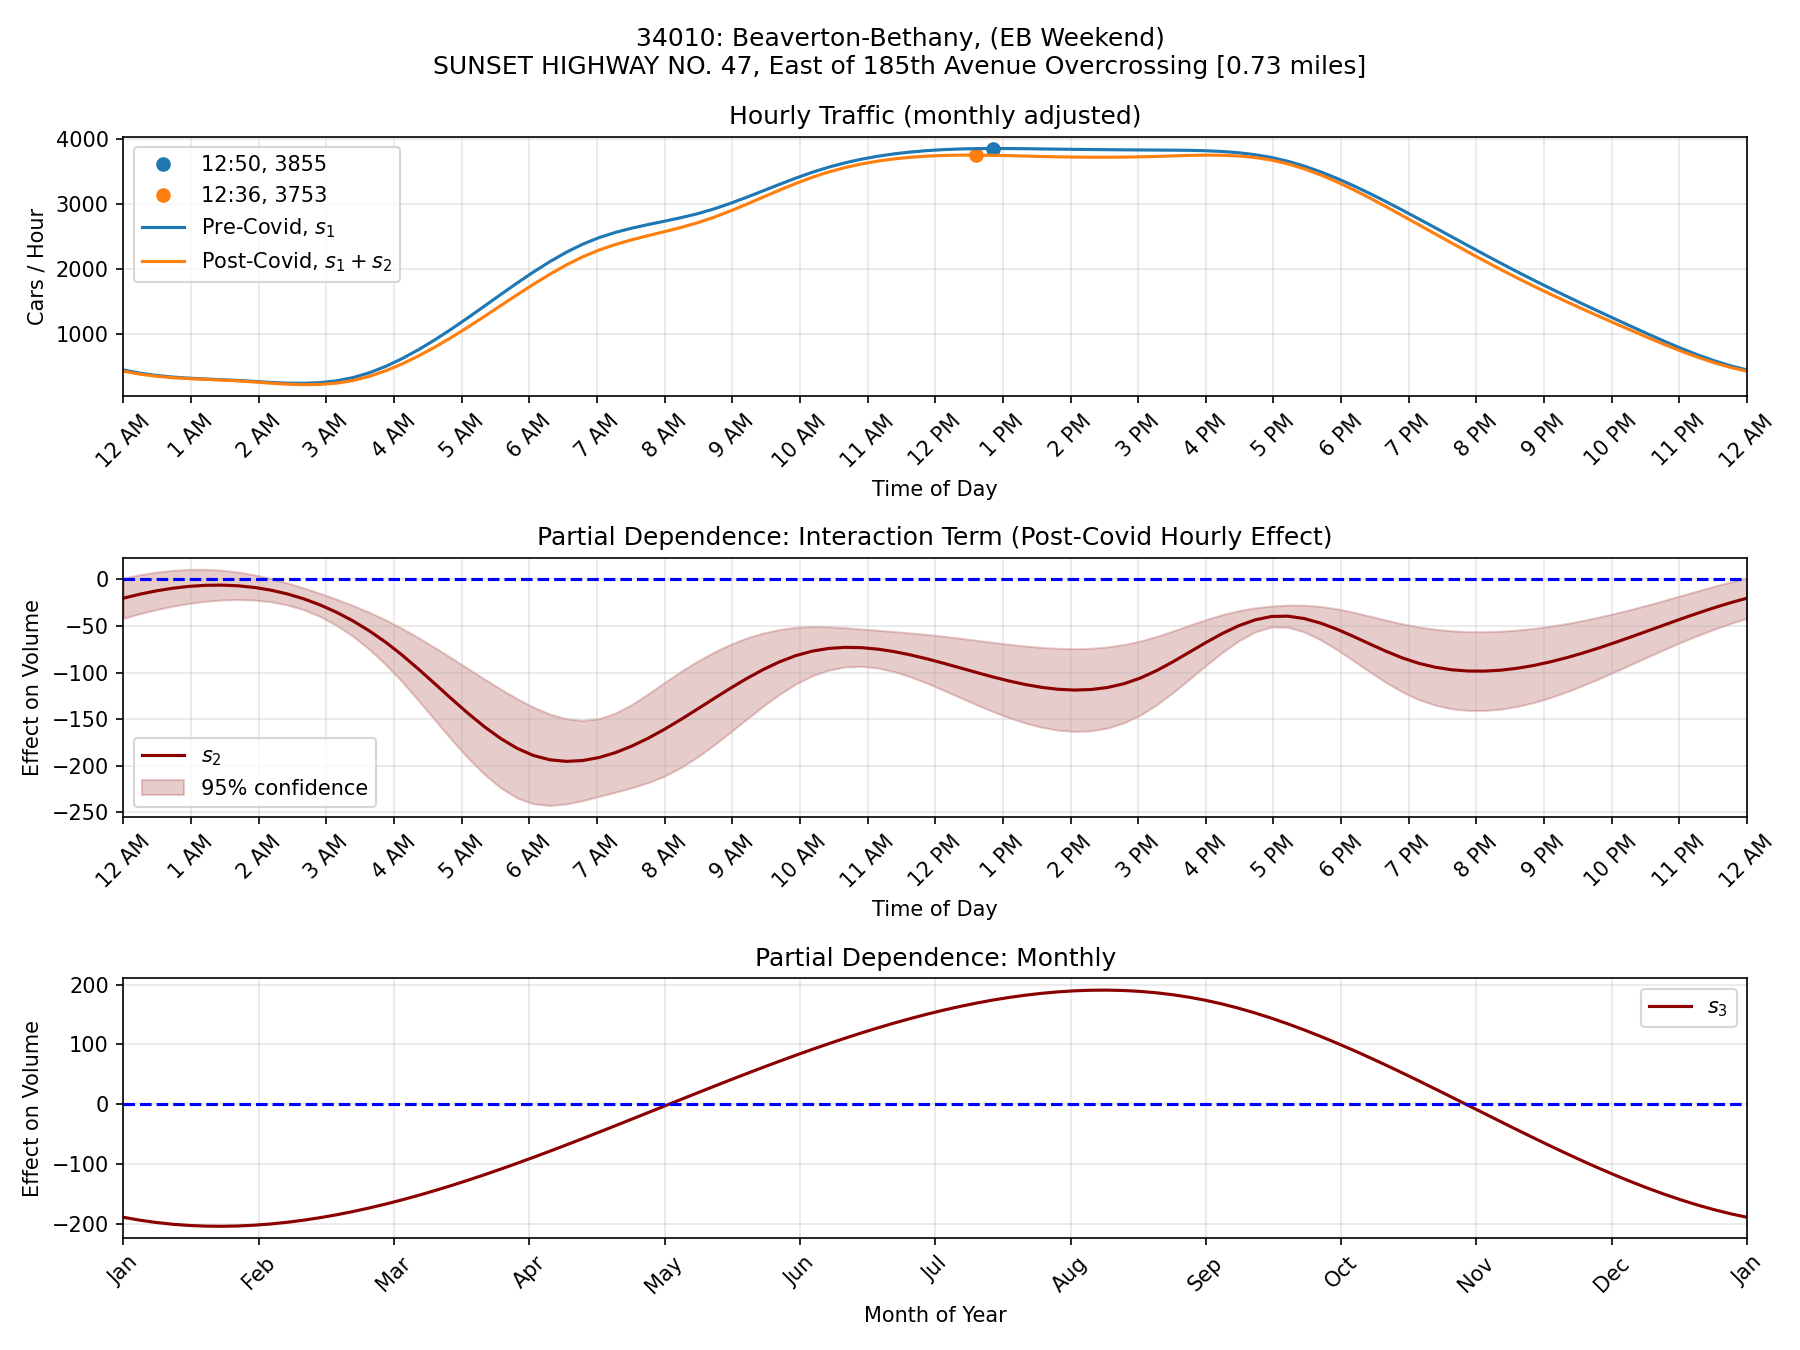 34010: Beaverton-Bethany, (EB Weekend)
SUNSET HIGHWAY NO. 47, East of 185th Avenue Overcrossing [0.73 miles]
Hourly Traffic (monthly adjusted)
Cars / Hour
4000
3000
2000
1000
12:50, 3855
12:36, 3753
Pre-Covid, s₁
Post-Covid, s₁ + s₂
12 AM
1 AM
2 AM
3 AM
4 AM
5 AM
6 AM
7 AM
8 AM
9 AM
10 AM
11 AM
12 PM
1 PM
2 PM
3 PM
4 PM
5 PM
6 PM
7 PM
8 PM
9 PM
10 PM
11 PM
12 AM
Time of Day
Partial Dependence: Interaction Term (Post-Covid Hourly Effect)
Effect on Volume
0
−50
−100
−150
−200
−250
s₂
95% confidence
12 AM
1 AM
2 AM
3 AM
4 AM
5 AM
6 AM
7 AM
8 AM
9 AM
10 AM
11 AM
12 PM
1 PM
2 PM
3 PM
4 PM
5 PM
6 PM
7 PM
8 PM
9 PM
10 PM
11 PM
12 AM
Time of Day
Partial Dependence: Monthly
Effect on Volume
200
100
0
−100
−200
s₃
Jan
Feb
Mar
Apr
May
Jun
Jul
Aug
Sep
Oct
Nov
Dec
Jan
Month of Year